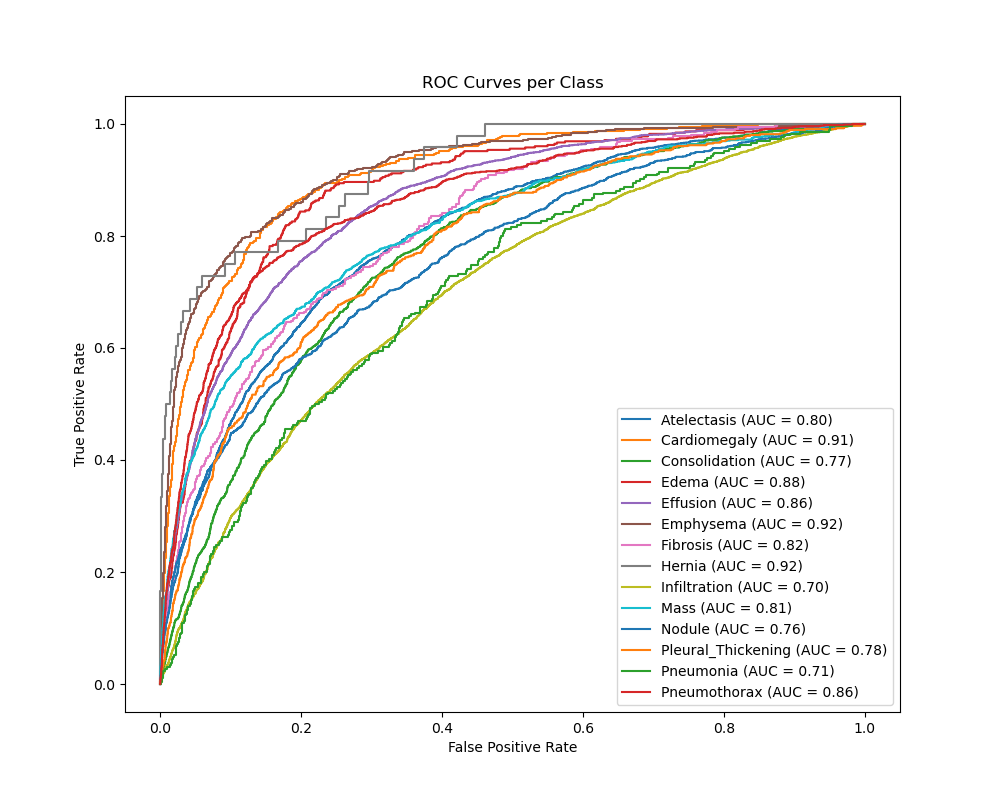 ROC Curves per Class
1.0
0.8
0.6
0.4
0.2
0.0
True Positive Rate
Atelectasis (AUC = 0.80)
Cardiomegaly (AUC = 0.91)
Consolidation (AUC = 0.77)
Edema (AUC = 0.88)
Effusion (AUC = 0.86)
Emphysema (AUC = 0.92)
Fibrosis (AUC = 0.82)
Hernia (AUC = 0.92)
Infiltration (AUC = 0.70)
Mass (AUC = 0.81)
Nodule (AUC = 0.76)
Pleural_Thickening (AUC = 0.78)
Pneumonia (AUC = 0.71)
Pneumothorax (AUC = 0.86)
0.0 0.2 0.4 0.6 0.8 1.0
False Positive Rate